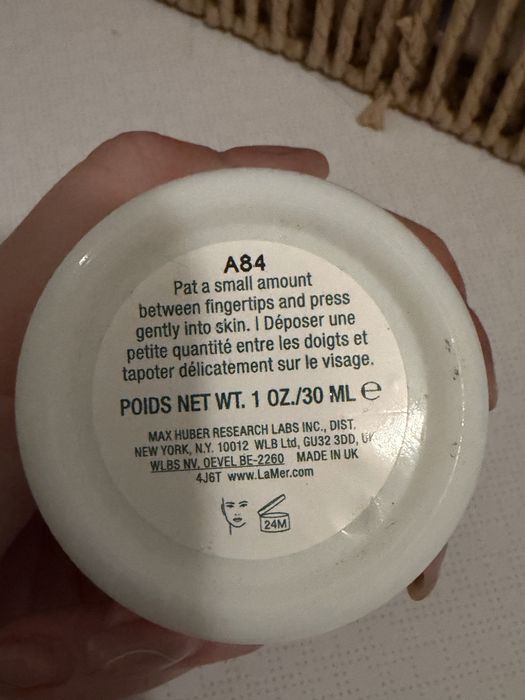 A84
Pat a small amount
between fingertips and press
gently into skin. | Déposer une
petite quantité entre les doigts et
tapoter délicatement sur le visage.
POIDS NET WT. 1 OZ./30 ML ℮
MAX HUBER RESEARCH LABS INC., DIST.
NEW YORK, N.Y. 10012 WLB Ltd, GU32 3DD,
WLBS NV, OEVEL BE-2260 MADE IN UK
4J6T www.LaMer.com
24M